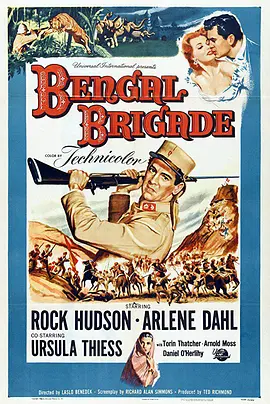 Universal International presents
BENGAL
BRIGADE
COLOR BY Technicolor
STARRING
ROCK HUDSON · ARLENE DAHL
CO-STARRING
URSULA THIESS
with Torin Thatcher · Arnold Moss
Daniel O'Herlihy
Directed by LASLO BENEDEK · Screenplay by RICHARD ALAN SIMMONS · Produced by TED RICHMOND